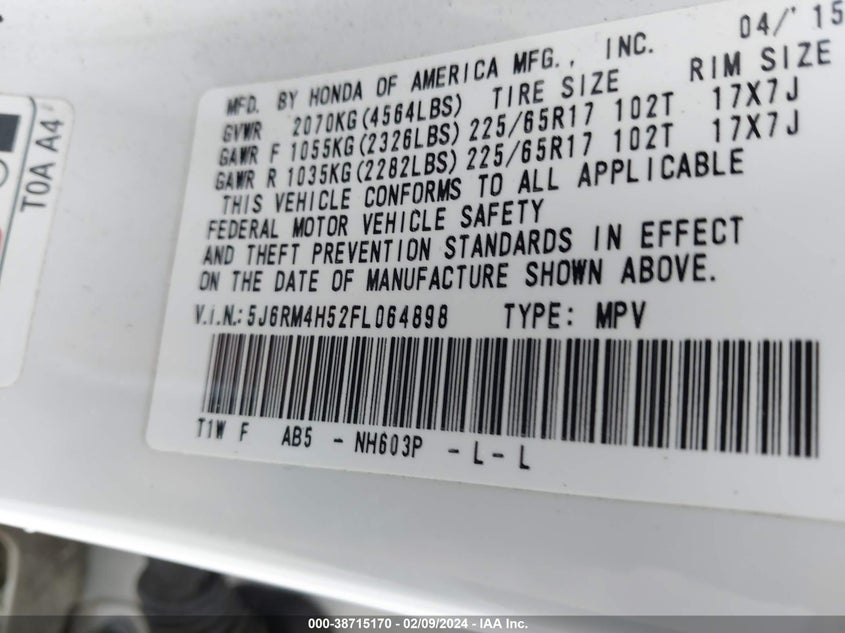 04/'15
MFD. BY HONDA OF AMERICA MFG., INC.
GVWR 2070KG(4564LBS) TIRE SIZE RIM SIZE
GAWR F 1055KG(2326LBS) 225/65R17 102T 17X7J
GAWR R 1035KG(2282LBS) 225/65R17 102T 17X7J
THIS VEHICLE CONFORMS TO ALL APPLICABLE
FEDERAL MOTOR VEHICLE SAFETY
AND THEFT PREVENTION STANDARDS IN EFFECT
ON THE DATE OF MANUFACTURE SHOWN ABOVE.
V.i.N.: 5J6RM4H52FL064898 TYPE: MPV
T1W F AB5 - NH603P - L- L
T0A A4
000-38715170 - 02/09/2024 - IAA Inc.